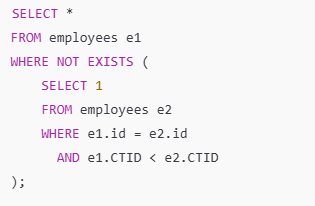 SELECT *
FROM employees e1
WHERE NOT EXISTS (
    SELECT 1
    FROM employees e2
    WHERE e1.id = e2.id
      AND e1.CTID < e2.CTID
);